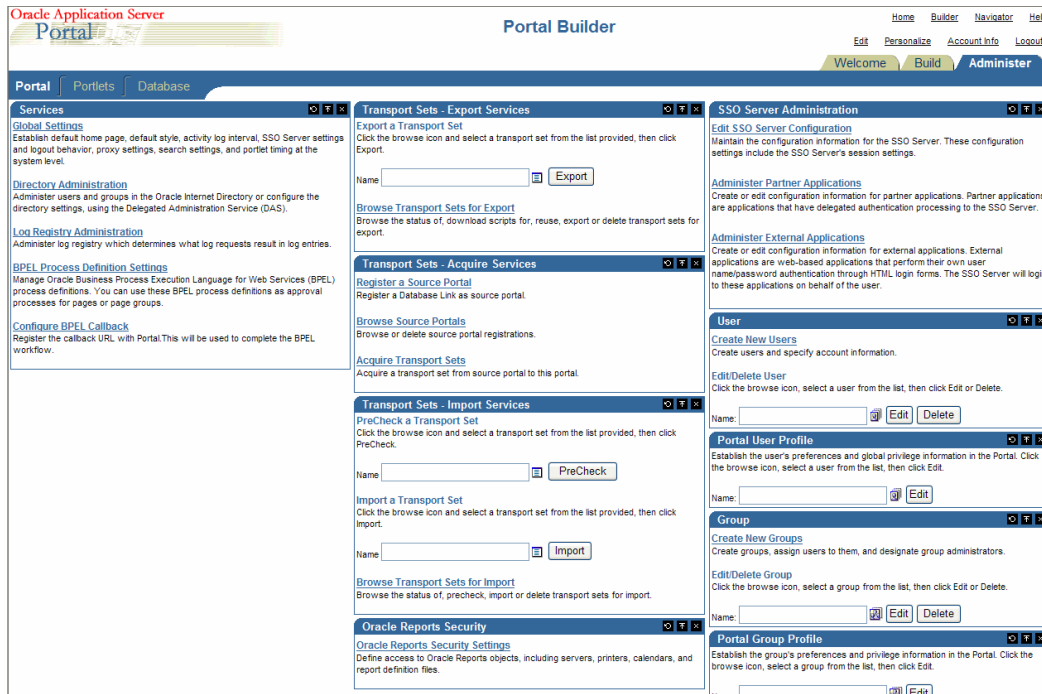 Oracle Application Server
Portal
Portal Builder
Home Builder Navigator Hel
Edit Personalize Account Info Logout
Welcome Build Administer
Portal Portlets Database
Services
Global Settings
Establish default home page, default style, activity log interval, SSO Server settings
and logout behavior, proxy settings, search settings, and portlet timing at the
system level.
Directory Administration
Administer users and groups in the Oracle Internet Directory or configure the
directory settings, using the Delegated Administration Service (DAS).
Log Registry Administration
Administer log registry which determines what log requests result in log entries.
BPEL Process Definition Settings
Manage Oracle Business Process Execution Language for Web Services (BPEL)
process definitions. You can use these BPEL process definitions as approval
processes for pages or page groups.
Configure BPEL Callback
Register the callback URL with Portal.This will be used to complete the BPEL
workflow.
Transport Sets - Export Services
Export a Transport Set
Click the browse icon and select a transport set from the list provided, then click
Export.
Name Export
Browse Transport Sets for Export
Browse the status of, download scripts for, reuse, export or delete transport sets for
export.
Transport Sets - Acquire Services
Register a Source Portal
Register a Database Link as source portal.
Browse Source Portals
Browse or delete source portal registrations.
Acquire Transport Sets
Acquire a transport set from source portal to this portal.
Transport Sets - Import Services
PreCheck a Transport Set
Click the browse icon and select a transport set from the list provided, then click
PreCheck.
Name PreCheck
Import a Transport Set
Click the browse icon and select a transport set from the list provided, then click
Import.
Name Import
Browse Transport Sets for Import
Browse the status of, precheck, import or delete transport sets for import.
Oracle Reports Security
Oracle Reports Security Settings
Define access to Oracle Reports objects, including servers, printers, calendars, and
report definition files.
SSO Server Administration
Edit SSO Server Configuration
Maintain the configuration information for the SSO Server. These configuration
settings include the SSO Server's session settings.
Administer Partner Applications
Create or edit configuration information for partner applications. Partner applications
are applications that have delegated authentication processing to the SSO Server.
Administer External Applications
Create or edit configuration information for external applications. External
applications are web-based applications that perform their own user
name/password authentication through HTML login forms. The SSO Server will logi
to these applications on behalf of the user.
User
Create New Users
Create users and specify account information.
Edit/Delete User
Click the browse icon, select a user from the list, then click Edit or Delete.
Name: Edit Delete
Portal User Profile
Establish the user's preferences and global privilege information in the Portal. Click
the browse icon, select a user from the list, then click Edit.
Name: Edit
Group
Create New Groups
Create groups, assign users to them, and designate group administrators.
Edit/Delete Group
Click the browse icon, select a group from the list, then click Edit or Delete.
Name: Edit Delete
Portal Group Profile
Establish the group's preferences and privilege information in the Portal. Click the
browse icon, select a group from the list, then click Edit.
Edit